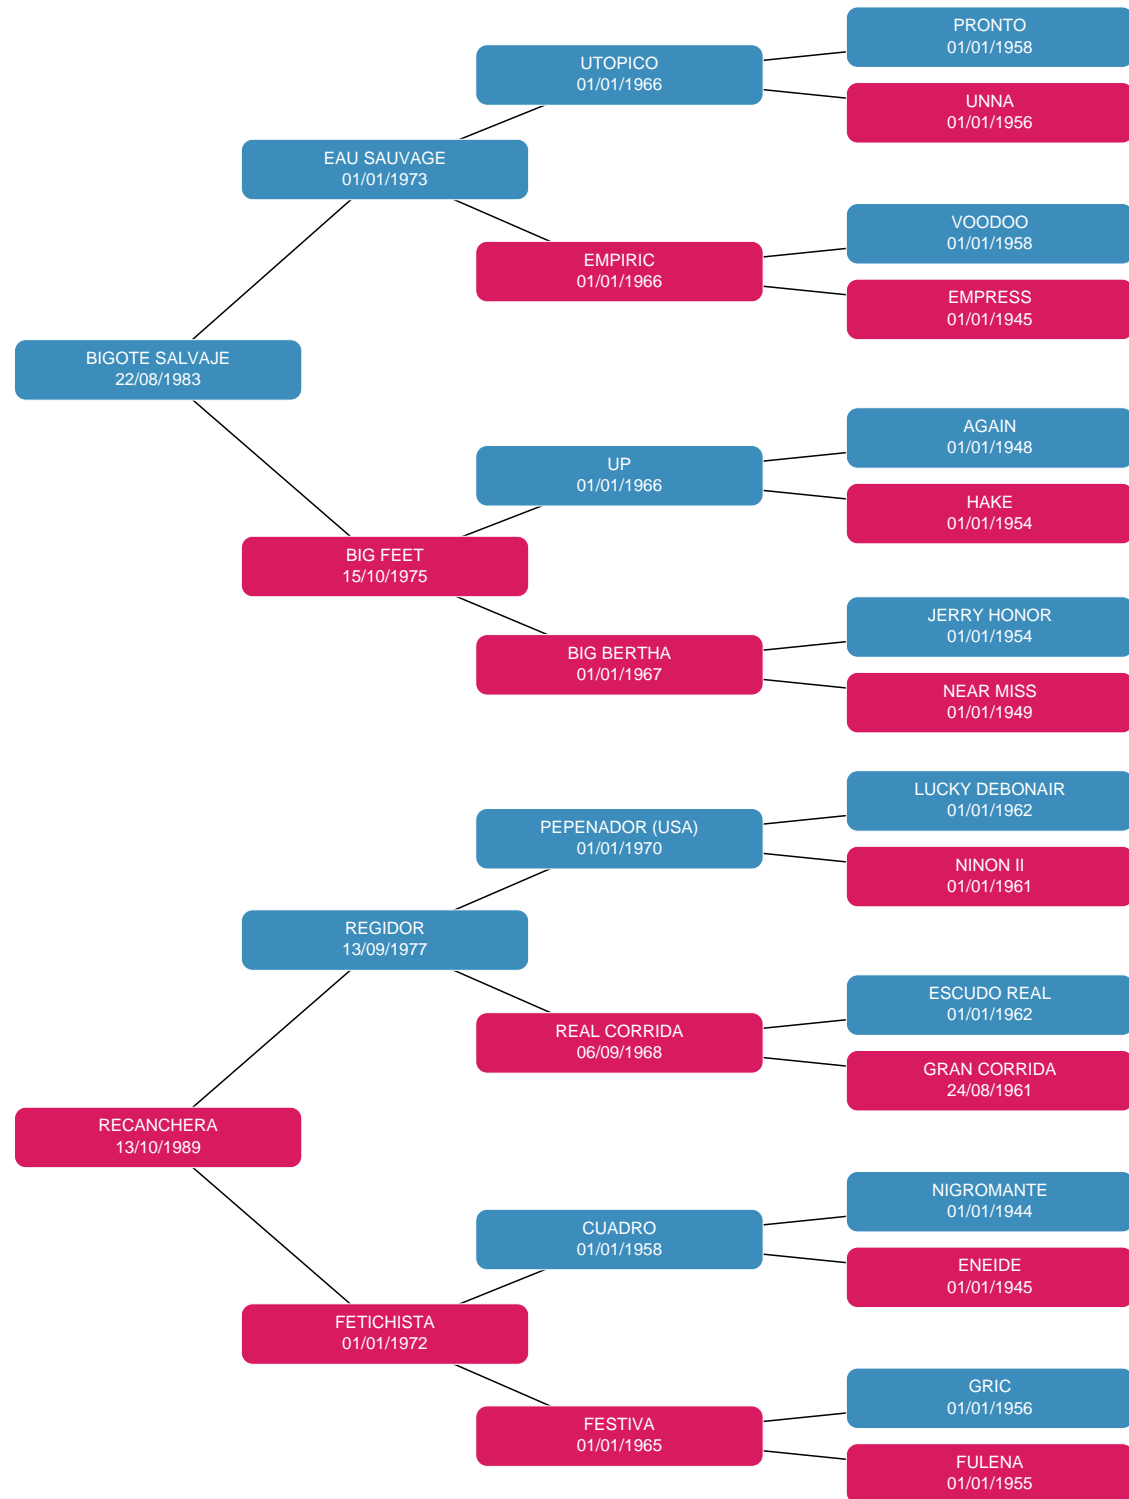 PRONTO
01/01/1958
UTOPICO
01/01/1966
UNNA
01/01/1956
EAU SAUVAGE
01/01/1973
VOODOO
01/01/1958
EMPIRIC
01/01/1966
EMPRESS
01/01/1945
BIGOTE SALVAJE
22/08/1983
AGAIN
01/01/1948
UP
01/01/1966
HAKE
01/01/1954
BIG FEET
15/10/1975
JERRY HONOR
01/01/1954
BIG BERTHA
01/01/1967
NEAR MISS
01/01/1949
LUCKY DEBONAIR
01/01/1962
PEPENADOR (USA)
01/01/1970
NINON II
01/01/1961
REGIDOR
13/09/1977
ESCUDO REAL
01/01/1962
REAL CORRIDA
06/09/1968
GRAN CORRIDA
24/08/1961
RECANCHERA
13/10/1989
NIGROMANTE
01/01/1944
CUADRO
01/01/1958
ENEIDE
01/01/1945
FETICHISTA
01/01/1972
GRIC
01/01/1956
FESTIVA
01/01/1965
FULENA
01/01/1955